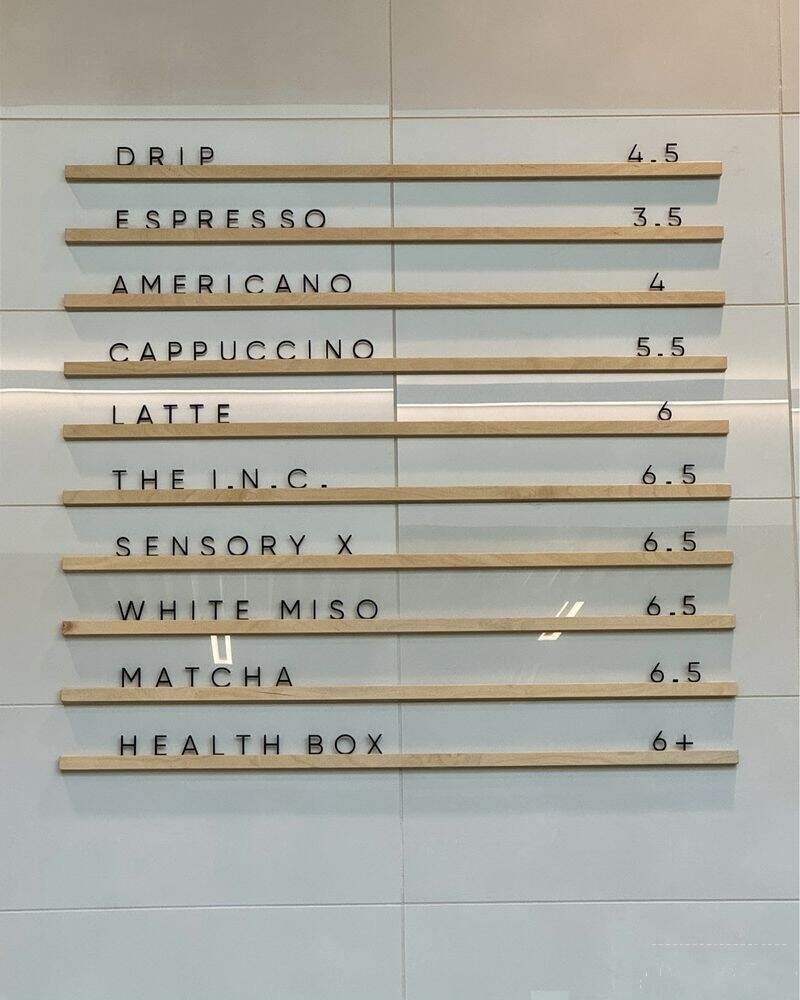 DRIP 4.5
ESPRESSO 3.5
AMERICANO 4
CAPPUCCINO 5.5
LATTE 6
THE I.N.C. 6.5
SENSORY X 6.5
WHITE MISO 6.5
MATCHA 6.5
HEALTH BOX 6+